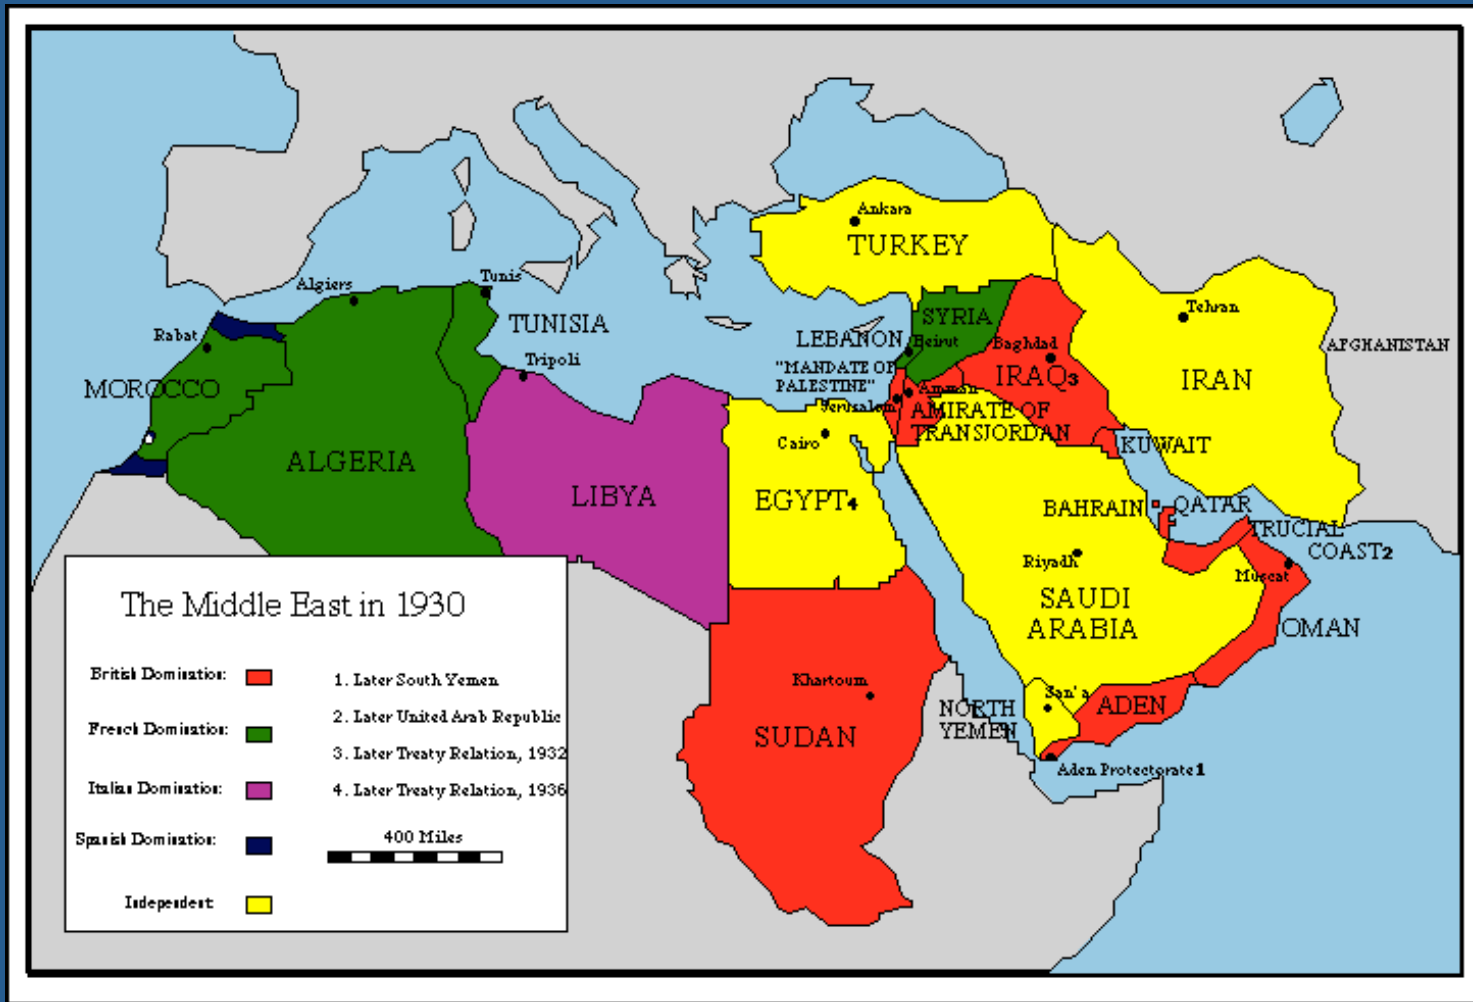 Ankara
TURKEY
Algiers
Tunis
Tehran
TUNISIA
SYRIA
Rabat
LEBANON
Beirut
Baghdad
AFGHANISTAN
Tripoli
"MANDATE OF
PALESTINE"
IRAQ3
IRAN
MOROCCO
Amman
Jerusalem
AMIRATE OF
TRANSJORDAN
Cairo
KUWAIT
ALGERIA
LIBYA
EGYPT4
BAHRAIN
QATAR
TRUCIAL
COAST2
Riyadh
Muscat
SAUDI
ARABIA
OMAN
Khartoum
San'a
NORTH
YEMEN
ADEN
SUDAN
Aden Protectorate 1
The Middle East in 1930
British Domination:
French Domination:
Italian Domination:
Spanish Domination:
Independent
1. Later South Yemen
2. Later United Arab Republic
3. Later Treaty Relation, 1932
4. Later Treaty Relation, 1936
400 Miles